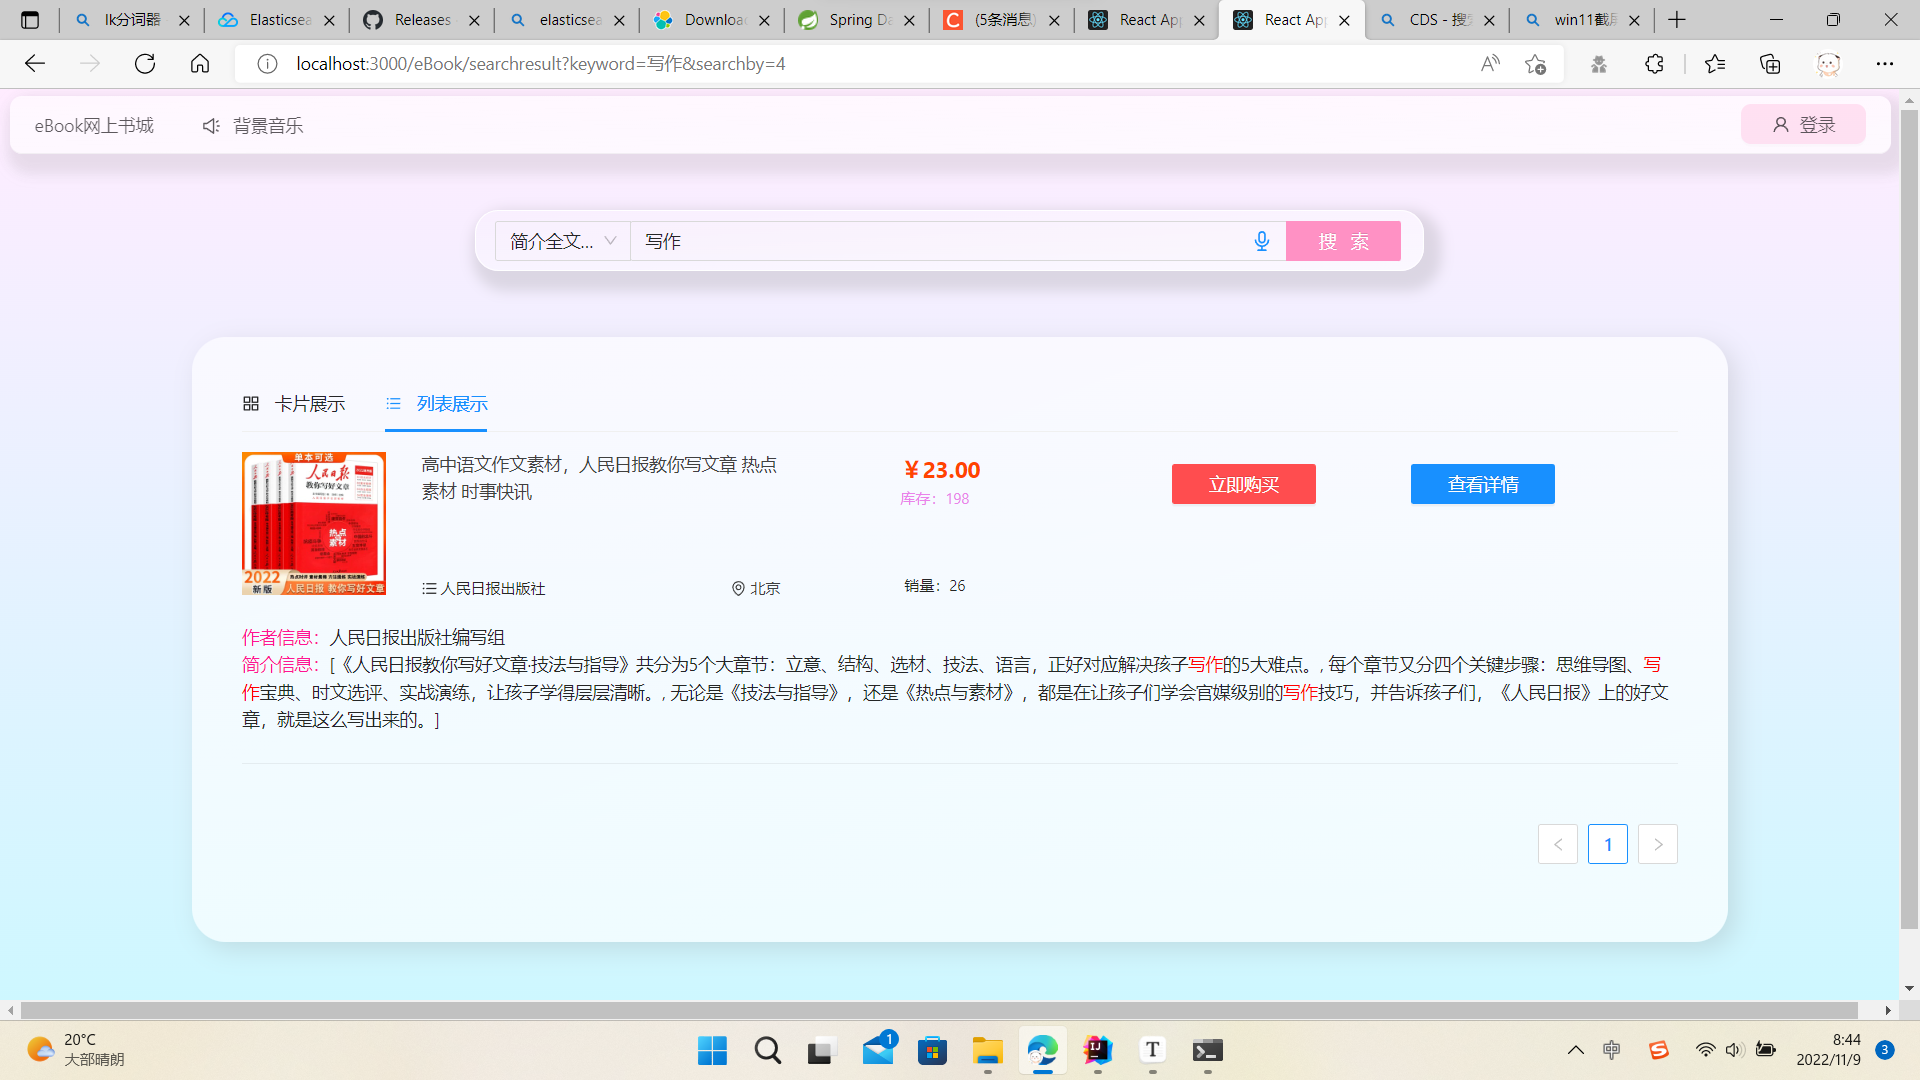 Ik分词器
Elasticsea
Releases
elasticsea
Download
Spring Da
(5条消息)
React App
React App
CDS - 搜
win11截屏
localhost:3000/eBook/searchresult?keyword=写作&searchby=4
eBook网上书城
背景音乐
登录
简介全文...
写作
搜 索
卡片展示
列表展示
单本可选
人民日报
教你写好文章
热点
素材
2022
新版
人民日报 教你写好文章
高中语文作文素材，人民日报教你写文章 热点
素材 时事快讯
￥23.00
库存：198
立即购买
查看详情
人民日报出版社
北京
销量：26
作者信息：人民日报出版社编写组
简介信息：[《人民日报教你写好文章·技法与指导》共分为5个大章节：立意、结构、选材、技法、语言，正好对应解决孩子写作的5大难点。, 每个章节又分四个关键步骤：思维导图、写
作宝典、时文选评、实战演练，让孩子学得层层清晰。, 无论是《技法与指导》，还是《热点与素材》，都是在让孩子们学会官媒级别的写作技巧，并告诉孩子们，《人民日报》上的好文
章，就是这么写出来的。]
1
20°C
大部晴朗
1
中
8:44
2022/11/9
3